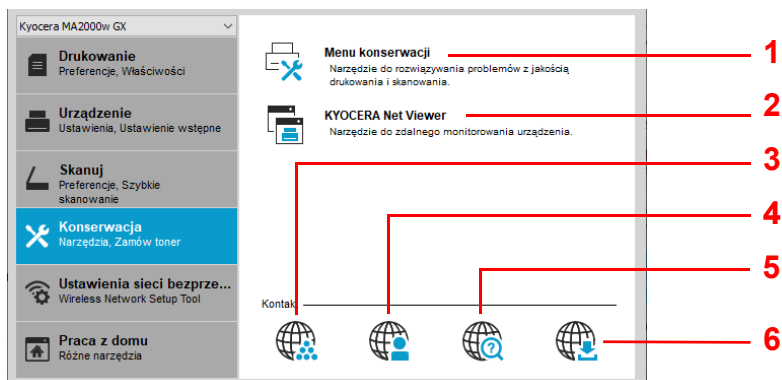 Kyocera MA2000w GX
Drukowanie
Preferencje, Właściwości
Urządzenie
Ustawienia, Ustawienie wstępne
Skanuj
Preferencje, Szybkie
skanowanie
Konserwacja
Narzędzia, Zamów toner
Ustawienia sieci bezprze...
Wireless Network Setup Tool
Praca z domu
Różne narzędzia
Menu konserwacji
Narzędzie do rozwiązywania problemów z jakością
drukowania i skanowania.
KYOCERA Net Viewer
Narzędzie do zdalnego monitorowania urządzenia.
Kontak
1
2
3
4
5
6